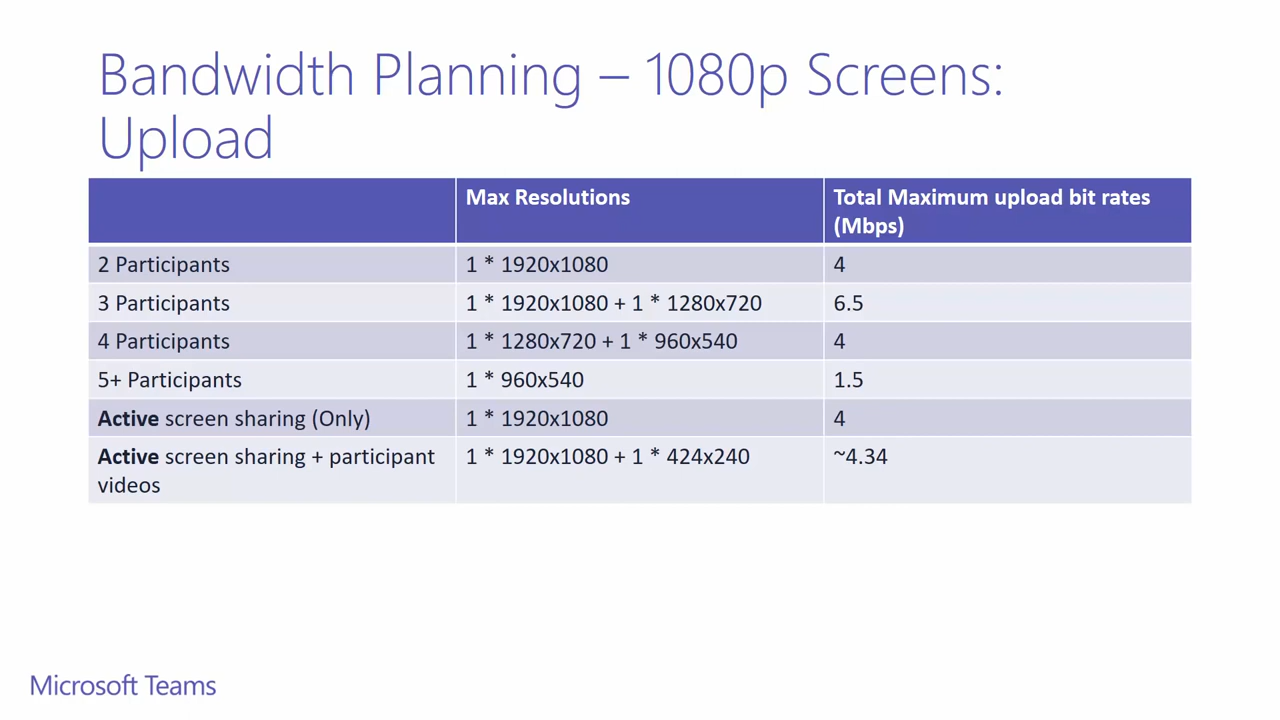 Bandwidth Planning – 1080p Screens:
Upload
Max Resolutions
Total Maximum upload bit rates
(Mbps)
2 Participants
1 * 1920x1080
4
3 Participants
1 * 1920x1080 + 1 * 1280x720
6.5
4 Participants
1 * 1280x720 + 1 * 960x540
4
5+ Participants
1 * 960x540
1.5
Active screen sharing (Only)
1 * 1920x1080
4
Active screen sharing + participant
videos
1 * 1920x1080 + 1 * 424x240
~4.34
Microsoft Teams